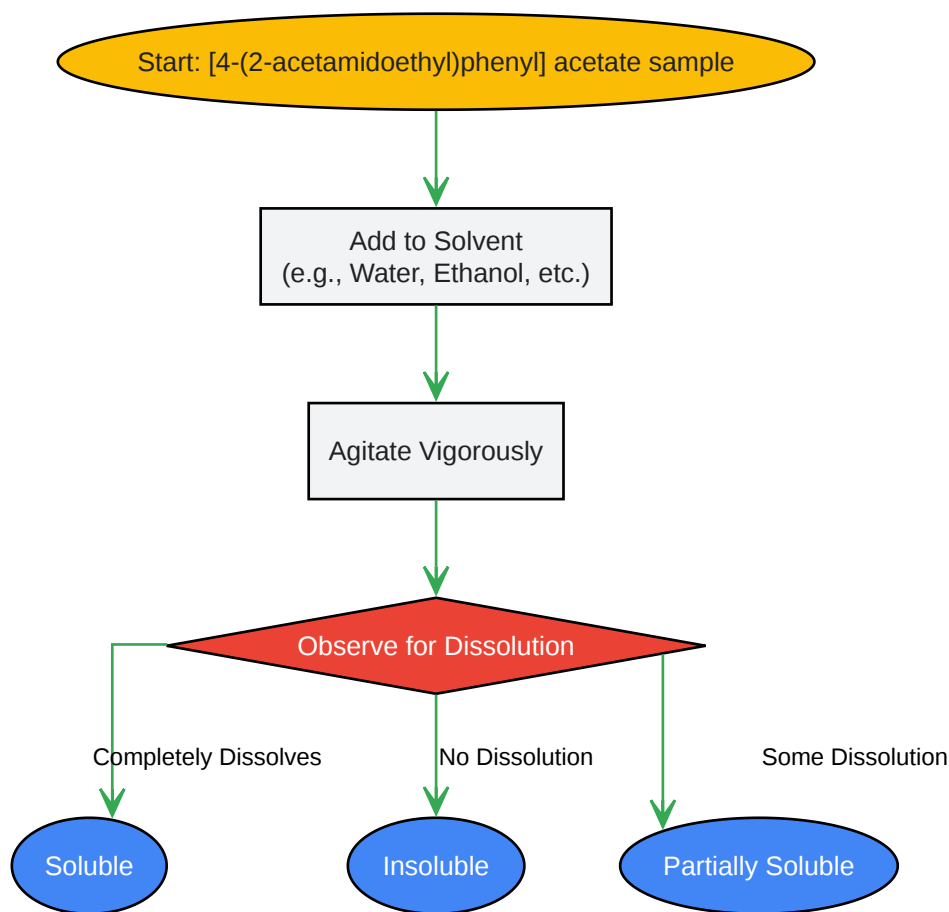 Start: [4-(2-acetamidoethyl)phenyl] acetate sample
Add to Solvent
(e.g., Water, Ethanol, etc.)
Agitate Vigorously
Observe for Dissolution
Completely Dissolves
No Dissolution
Some Dissolution
Soluble
Insoluble
Partially Soluble